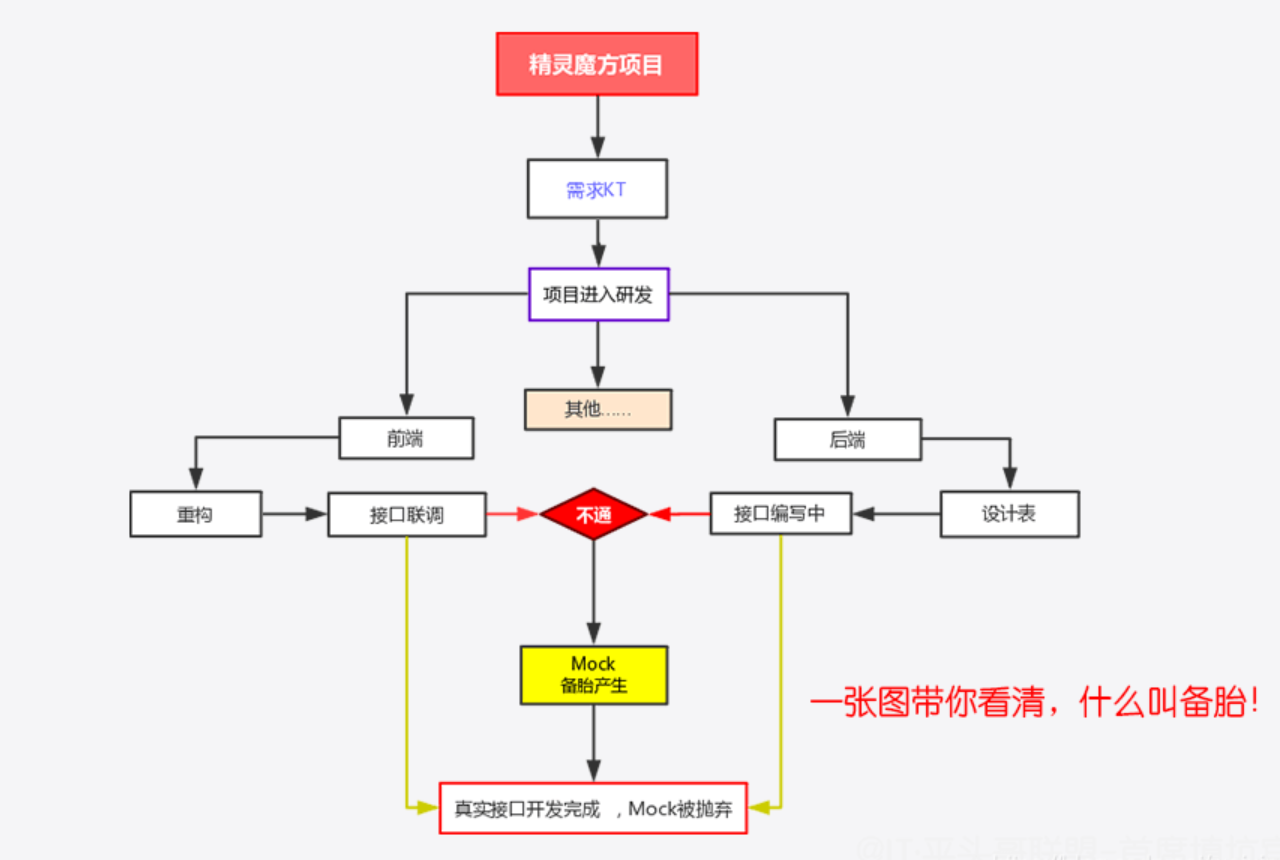 精灵魔方项目
需求KT
项目进入研发
其他......
前端
后端
重构
接口联调
不通
接口编写中
设计表
Mock
备胎产生
一张图带你看清，什么叫备胎！
真实接口开发完成 ，Mock被抛弃